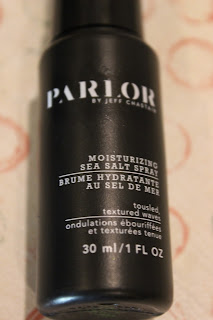 PARLOR
BY JEFF CHASTAIN
MOISTURIZING
SEA SALT SPRAY
BRUME HYDRATANTE
AU SEL DE MER
tousled,
textured waves
ondulations ébouriffées
et texturées tenue
30 ml/1 FL OZ